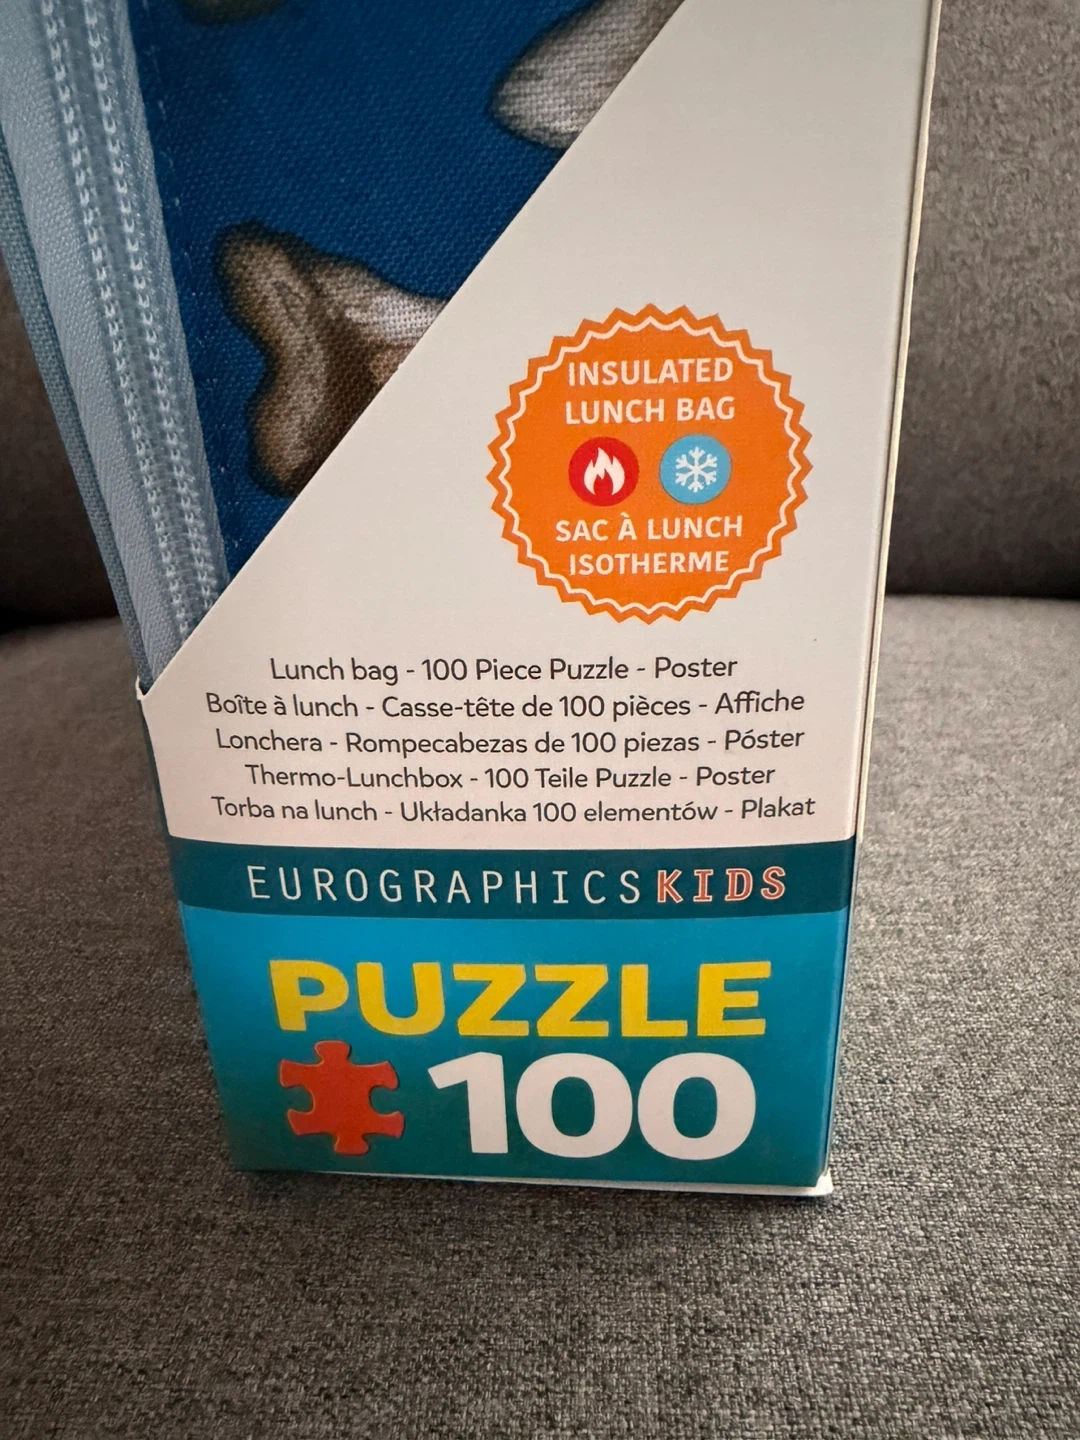 INSULATED
LUNCH BAG
SAC À LUNCH
ISOTHERME
Lunch bag - 100 Piece Puzzle - Poster
Boîte à lunch - Casse-tête de 100 pièces - Affiche
Lonchera - Rompecabezas de 100 piezas - Póster
Thermo-Lunchbox - 100 Teile Puzzle - Poster
Torba na lunch - Układanka 100 elementów - Plakat
EUROGRAPHICSKIDS
PUZZLE
100